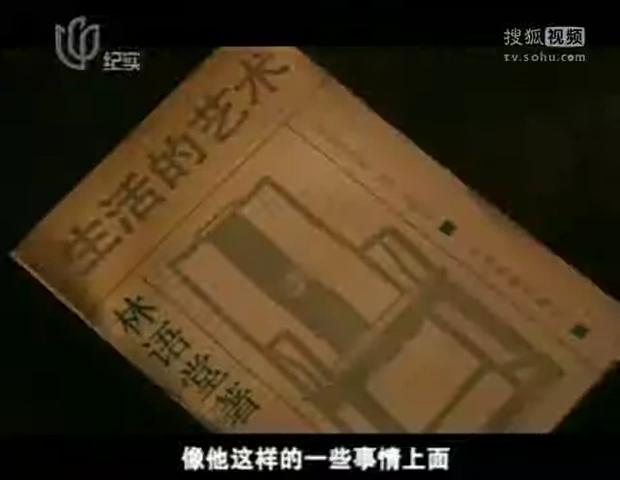 纪实
搜狐视频
tv.sohu.com
生活的艺术
林语堂著
像他这样的一些事情上面